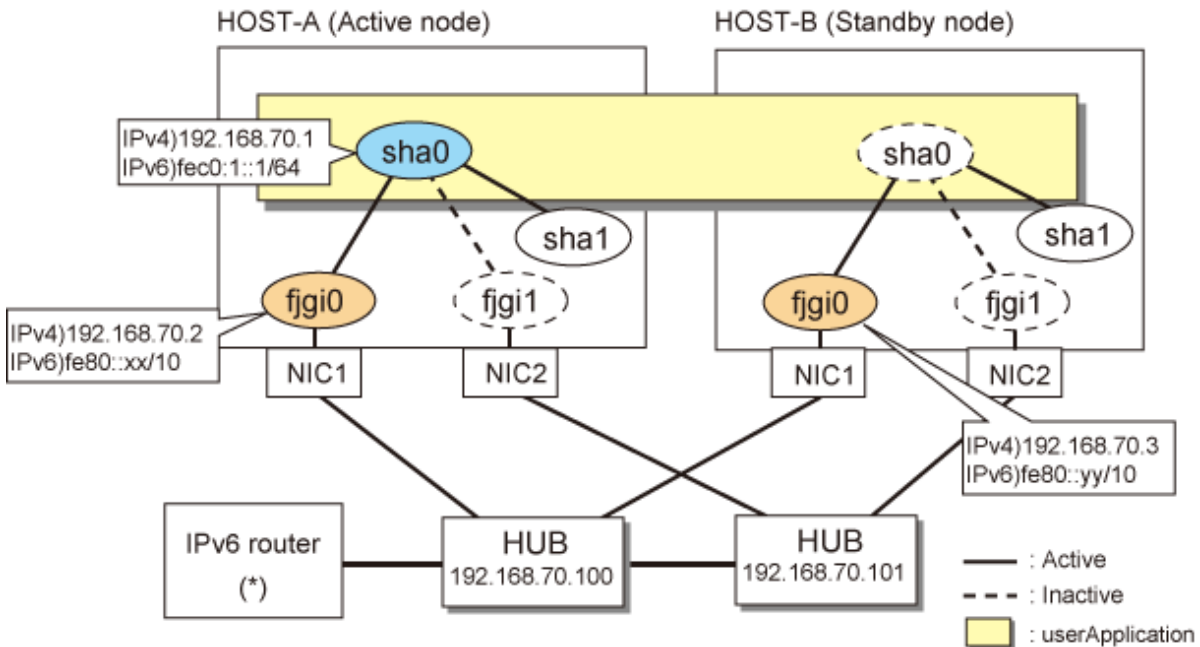 HOST-A (Active node)
HOST-B (Standby node)
IPv4)192.168.70.1
IPv6)fec0:1::1/64
sha0
sha0
sha1
sha1
fjgi0
fjgi1
fjgi0
fjgi1
IPv4)192.168.70.2
IPv6)fe80::xx/10
NIC1
NIC2
NIC1
NIC2
IPv4)192.168.70.3
IPv6)fe80::yy/10
IPv6 router
(*)
HUB
192.168.70.100
HUB
192.168.70.101
: Active
: Inactive
: userApplication